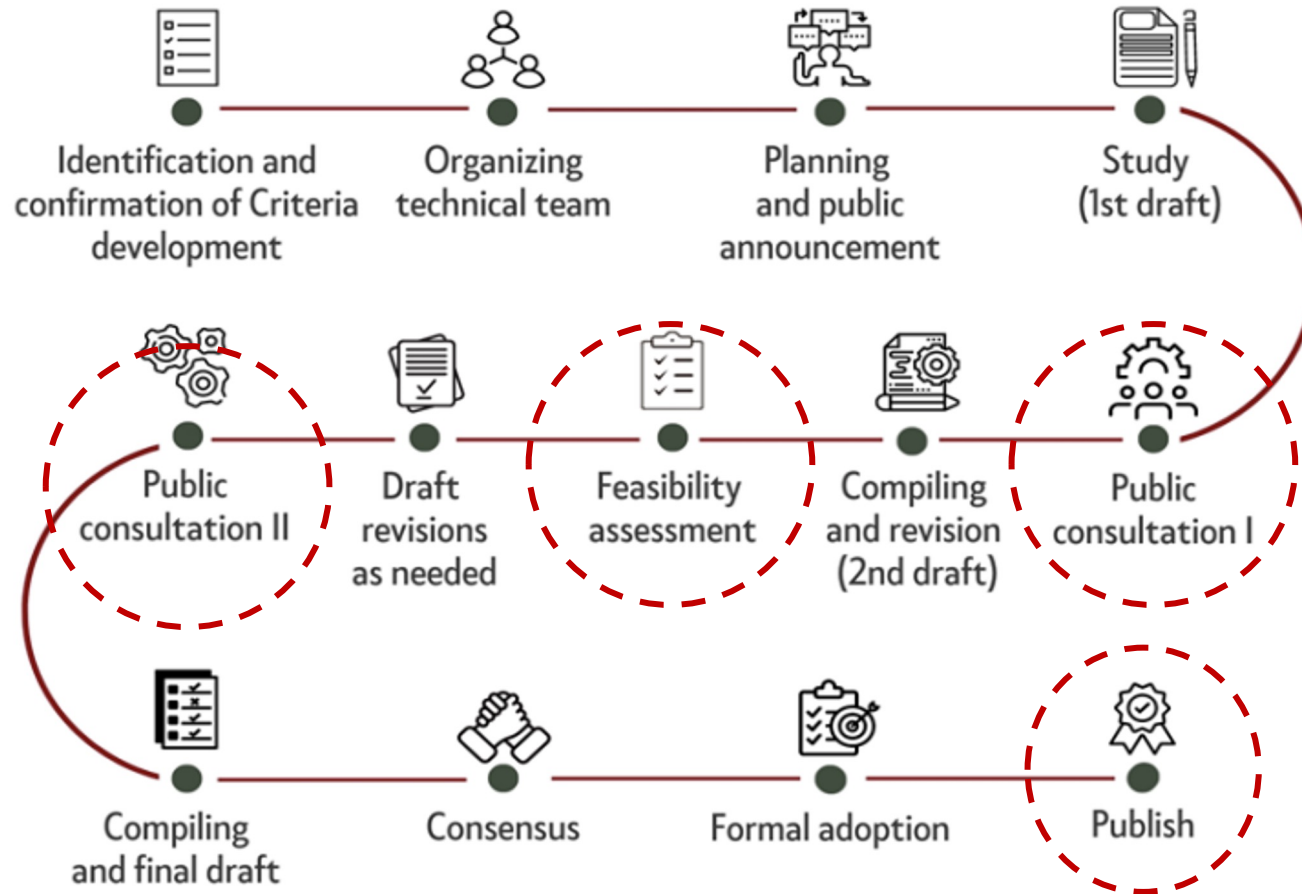 Identification and
confirmation of Criteria
development
Organizing
technical team
Planning
and public
announcement
Study
(1st draft)
Public
consultation II
Draft
revisions
as needed
Feasibility
assessment
Compiling
and revision
(2nd draft)
Public
consultation I
Compiling
and final draft
Consensus
Formal adoption
Publish